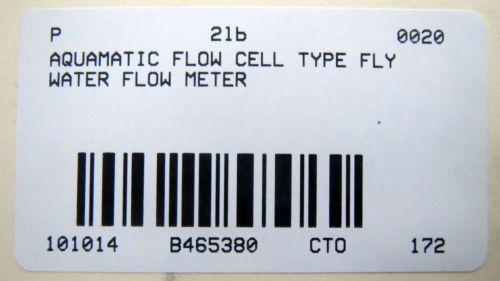 P 21b 0020
AQUAMATIC FLOW CELL TYPE FLY
WATER FLOW METER
101014 B465380 CTO 172